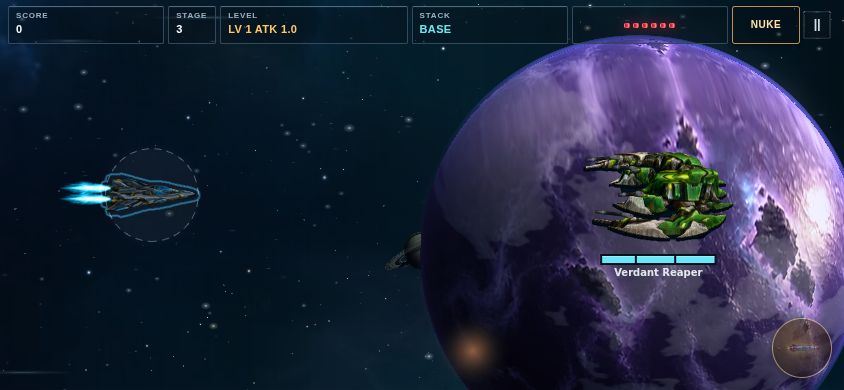 SCORE
0
STAGE
3
LEVEL
LV 1 ATK 1.0
STACK
BASE
NUKE
Verdant Reaper